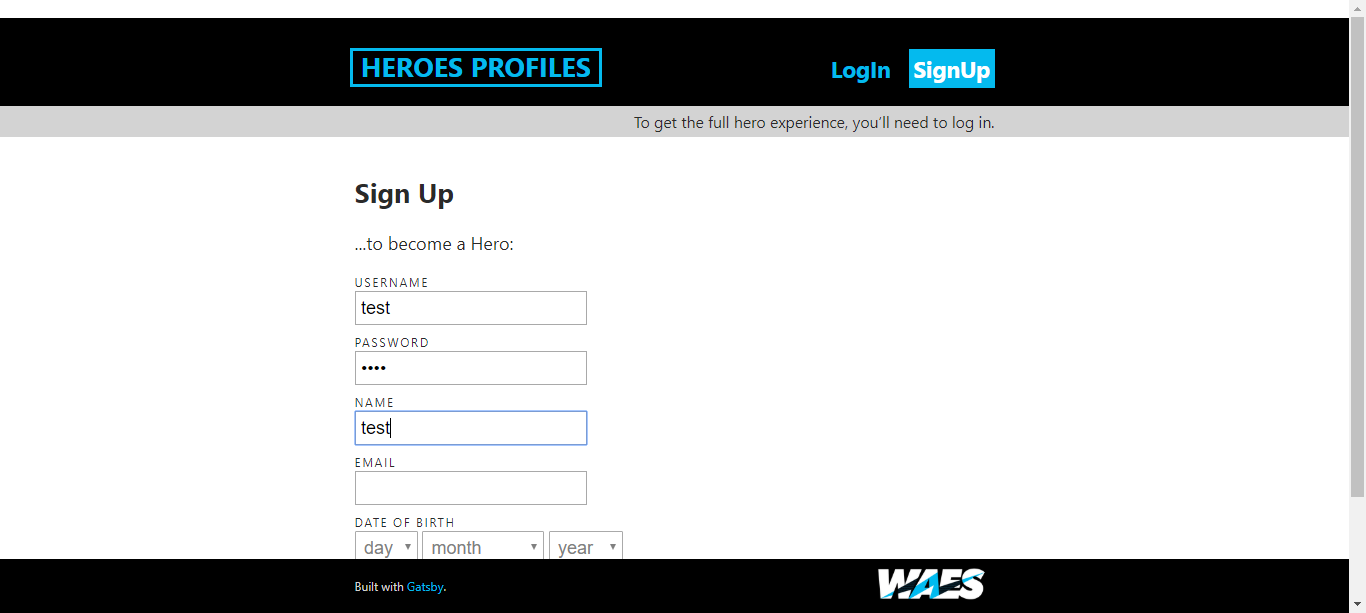 HEROES PROFILES
LogIn SignUp
To get the full hero experience, you'll need to log in.
Sign Up
...to become a Hero:
USERNAME
test
PASSWORD
••••
NAME
test
EMAIL
DATE OF BIRTH
day month year
Built with Gatsby.
WAES